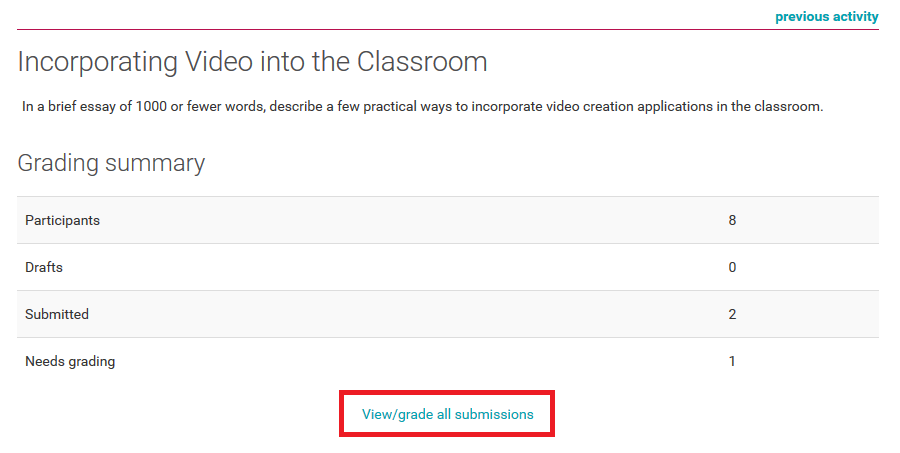 previous activity
Incorporating Video into the Classroom
In a brief essay of 1000 or fewer words, describe a few practical ways to incorporate video creation applications in the classroom.
Grading summary
Participants 8
Drafts 0
Submitted 2
Needs grading 1
View/grade all submissions